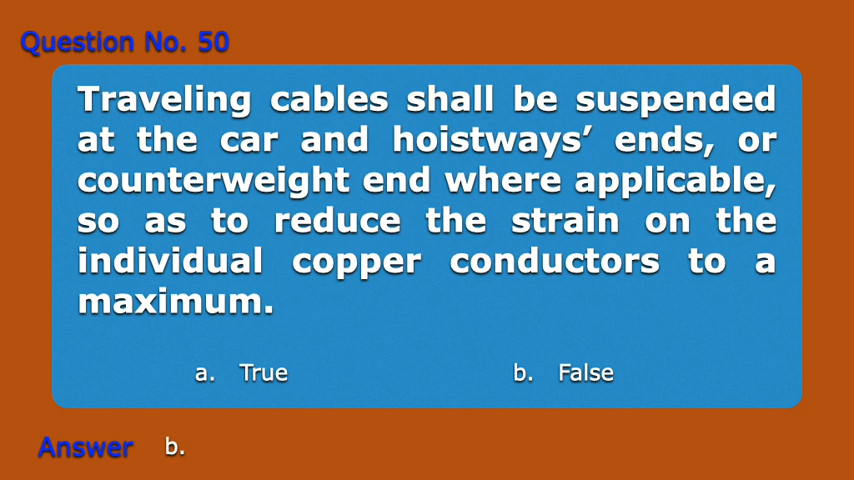 Question No. 50
Traveling cables shall be suspended
at the car and hoistways’ ends, or
counterweight end where applicable,
so as to reduce the strain on the
individual copper conductors to a
maximum.
a. True b. False
Answer b.